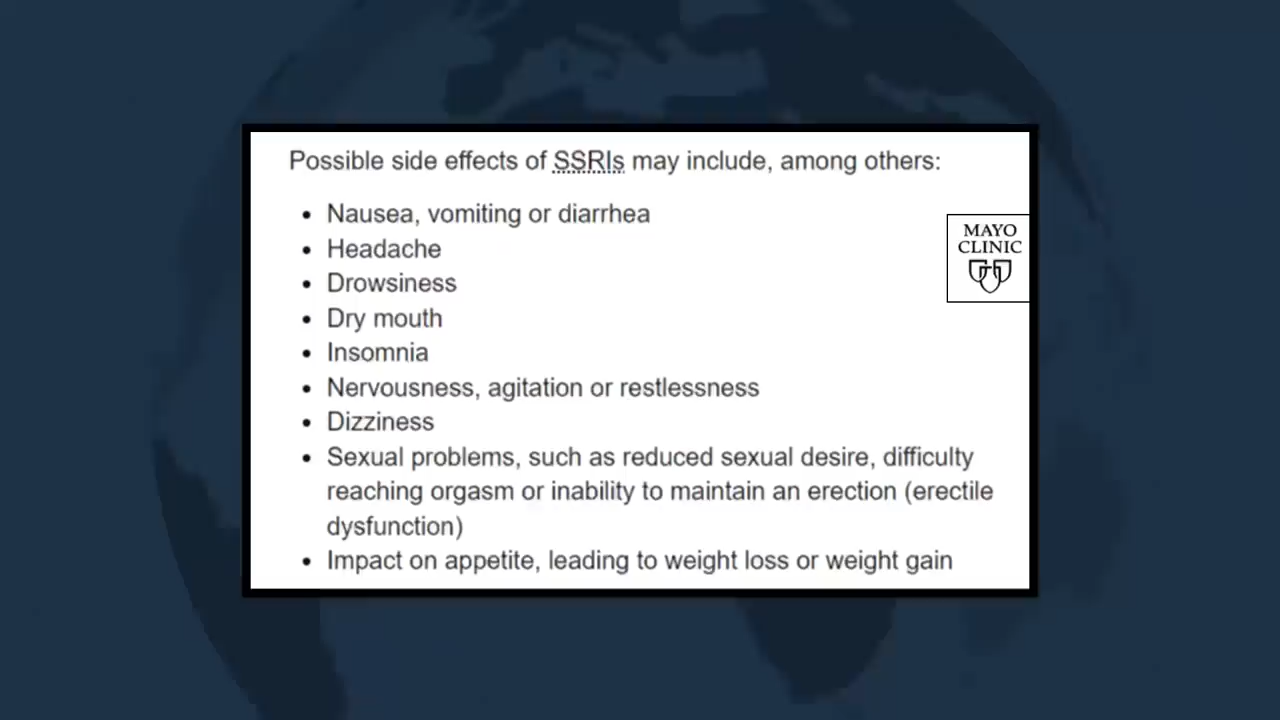 Possible side effects of SSRIs may include, among others:
• Nausea, vomiting or diarrhea
MAYO
CLINIC
• Headache
• Drowsiness
• Dry mouth
• Insomnia
• Nervousness, agitation or restlessness
• Dizziness
• Sexual problems, such as reduced sexual desire, difficulty
reaching orgasm or inability to maintain an erection (erectile
dysfunction)
• Impact on appetite, leading to weight loss or weight gain